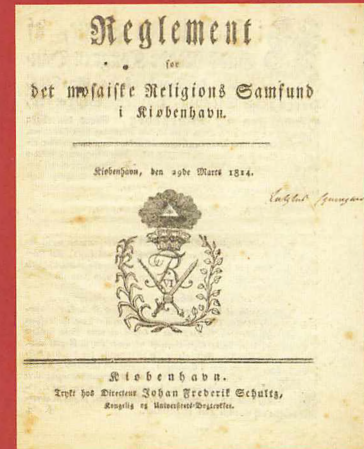 Reglement
for
det mosaiske Religions Samfund
i Kiøbenhavn.
Kiøbenhavn, den 29de Marts 1814.
Kiøbenhavn.
Trykt hos Directeur Johan Frederik Schultz,
Kongelig og Universitets-Bogtrykker.